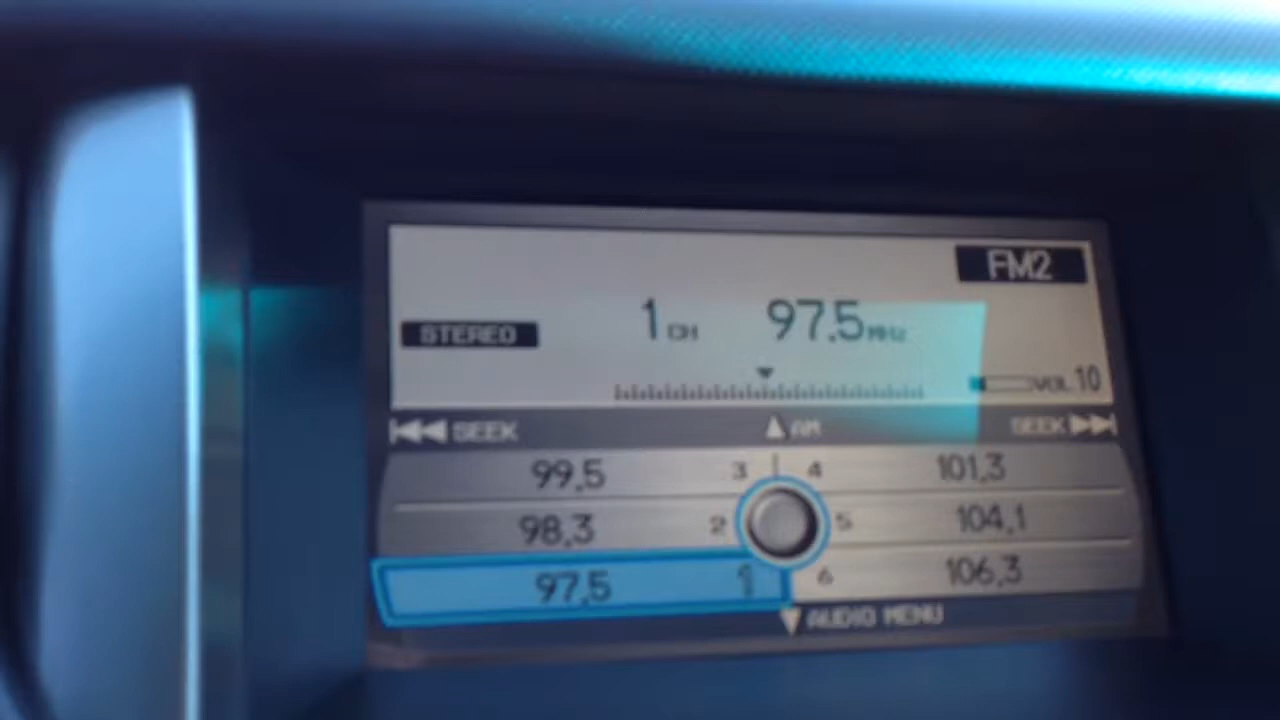 FM2
STEREO 1 CH 97.5 MHz
VOL 10
SEEK AM SEEK
99.5 3 4 101.3
98.3 2 5 104.1
97.5 1 6 106.3
AUDIO MENU